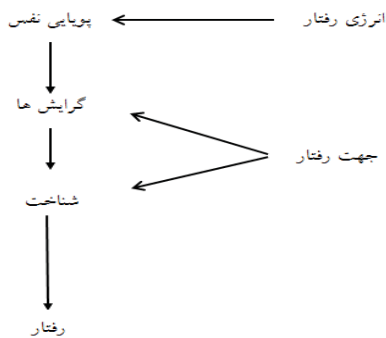 انرژی رفتار
پویایی نفس
گرایش ها
جهت رفتار
شناخت
رفتار